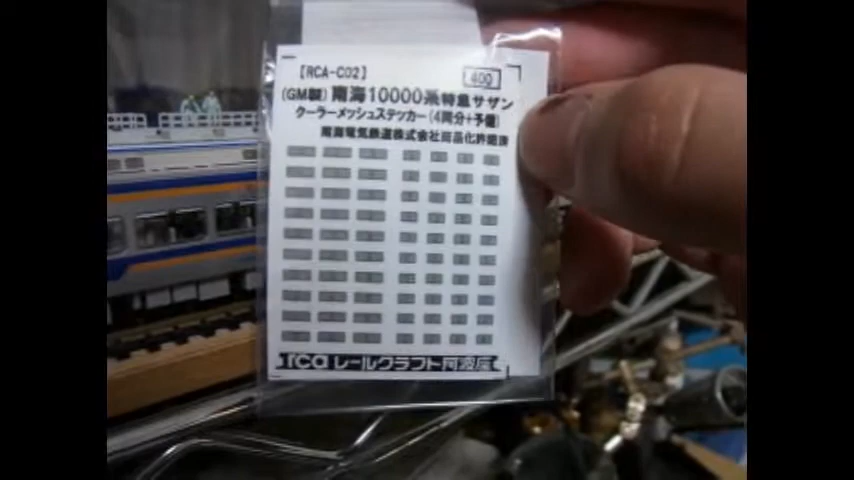 【RCA-C02】 400
(GM製) 南海10000系特急サザン
クーラーメッシュステッカー(4両分+予備)
南海電気鉄道株式会社商品化許諾済
rca レールクラフト阿波座